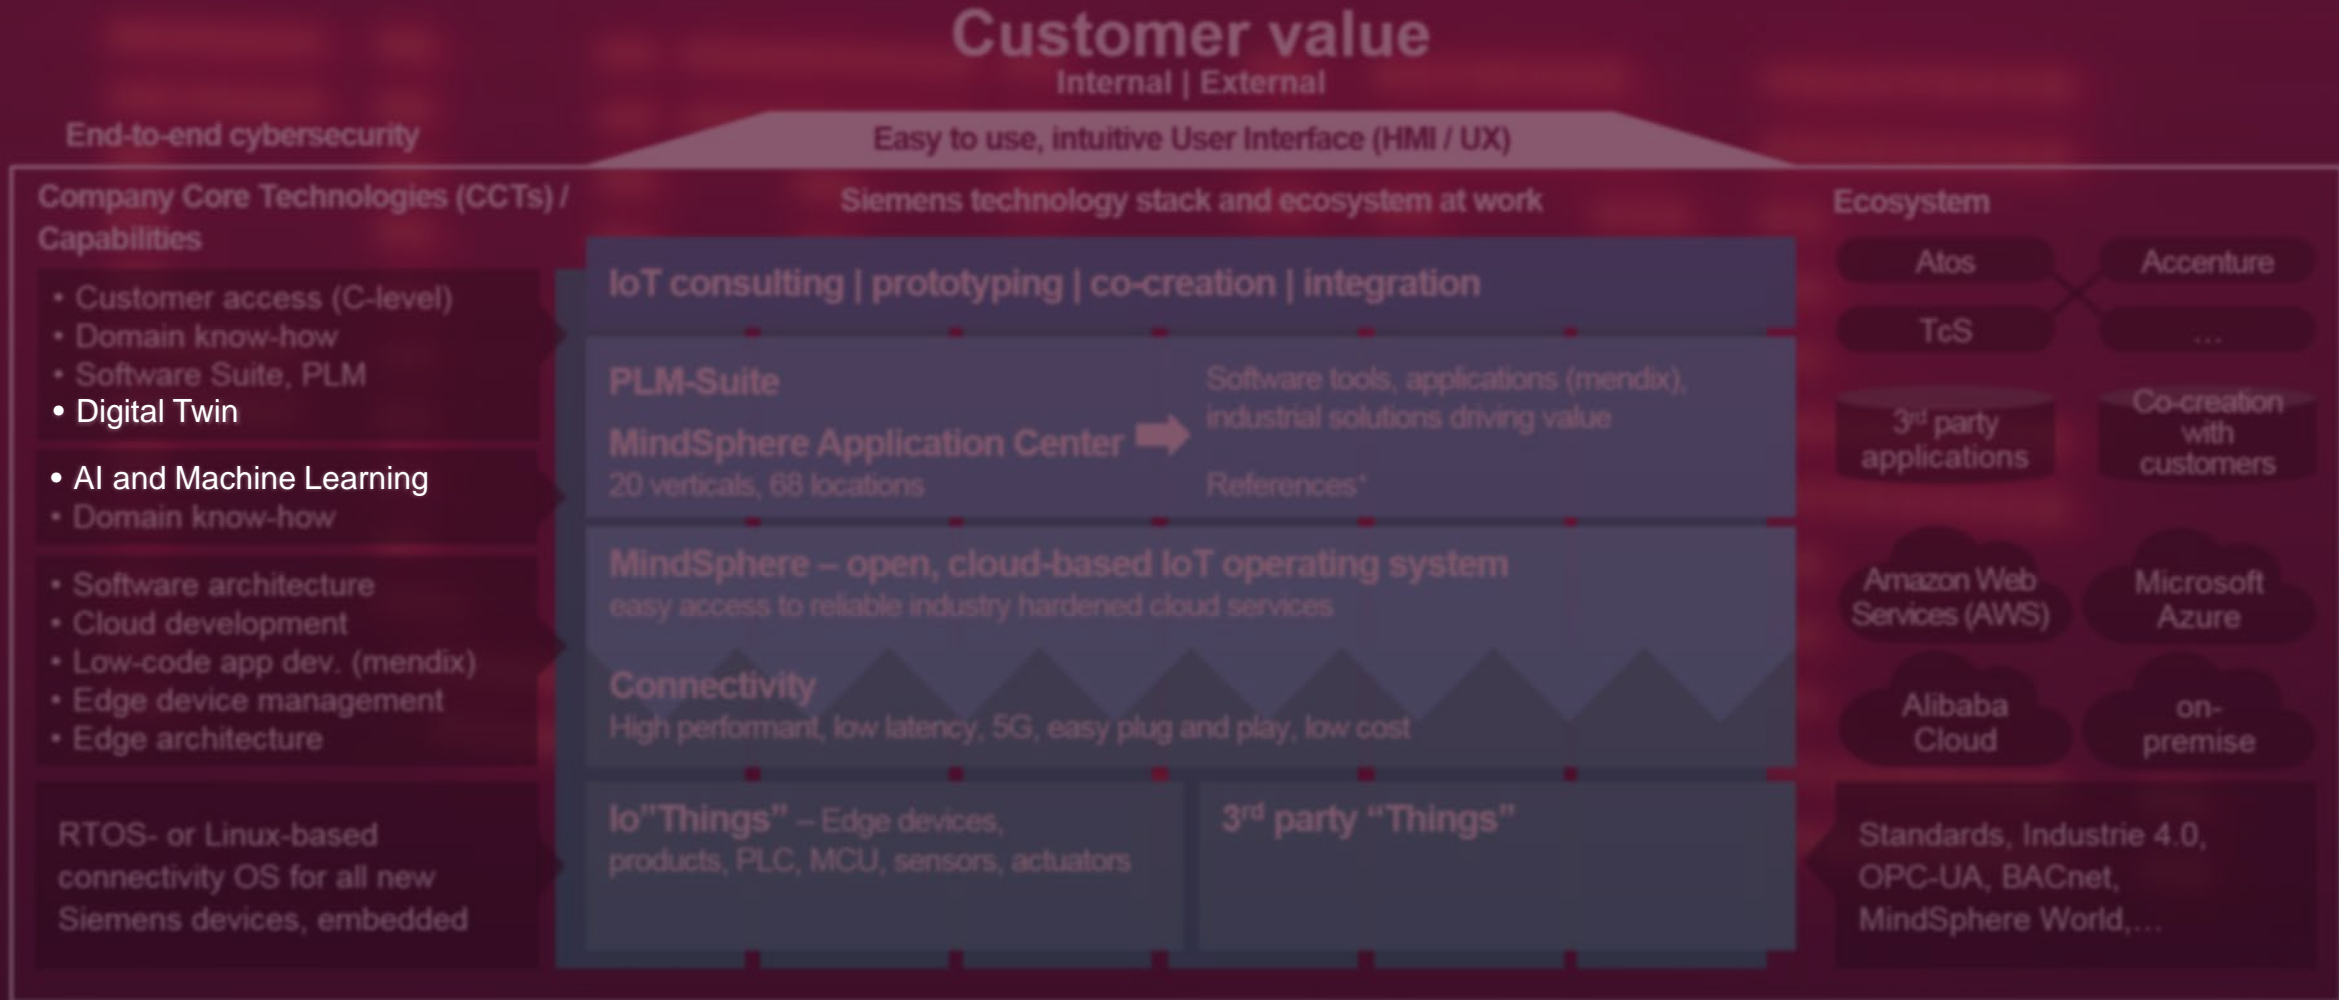 Customer value
Internal | External
End-to-end cybersecurity
Easy to use, intuitive User Interface (HMI / UX)
Company Core Technologies (CCTs) /
Capabilities
• Customer access (C-level)
• Domain know-how
• Software Suite, PLM
• Digital Twin
• AI and Machine Learning
• Domain know-how
• Software architecture
• Cloud development
• Low-code app dev. (mendix)
• Edge device management
• Edge architecture
RTOS- or Linux-based
connectivity OS for all new
Siemens devices, embedded
Siemens technology stack and ecosystem at work
IoT consulting | prototyping | co-creation | integration
PLM-Suite
MindSphere Application Center
20 verticals, 68 locations
Software tools, applications (mendix),
industrial solutions driving value
References*
MindSphere – open, cloud-based IoT operating system
easy access to reliable industry hardened cloud services
Connectivity
High performant, low latency, 5G, easy plug and play, low cost
Io”Things” – Edge devices,
products, PLC, MCU, sensors, actuators
3rd party “Things”
Ecosystem
Atos
Accenture
TcS
…
3rd party
applications
Co-creation
with
customers
Amazon Web
Services (AWS)
Microsoft
Azure
Alibaba
Cloud
on-
premise
Standards, Industrie 4.0,
OPC-UA, BACnet,
MindSphere World,…